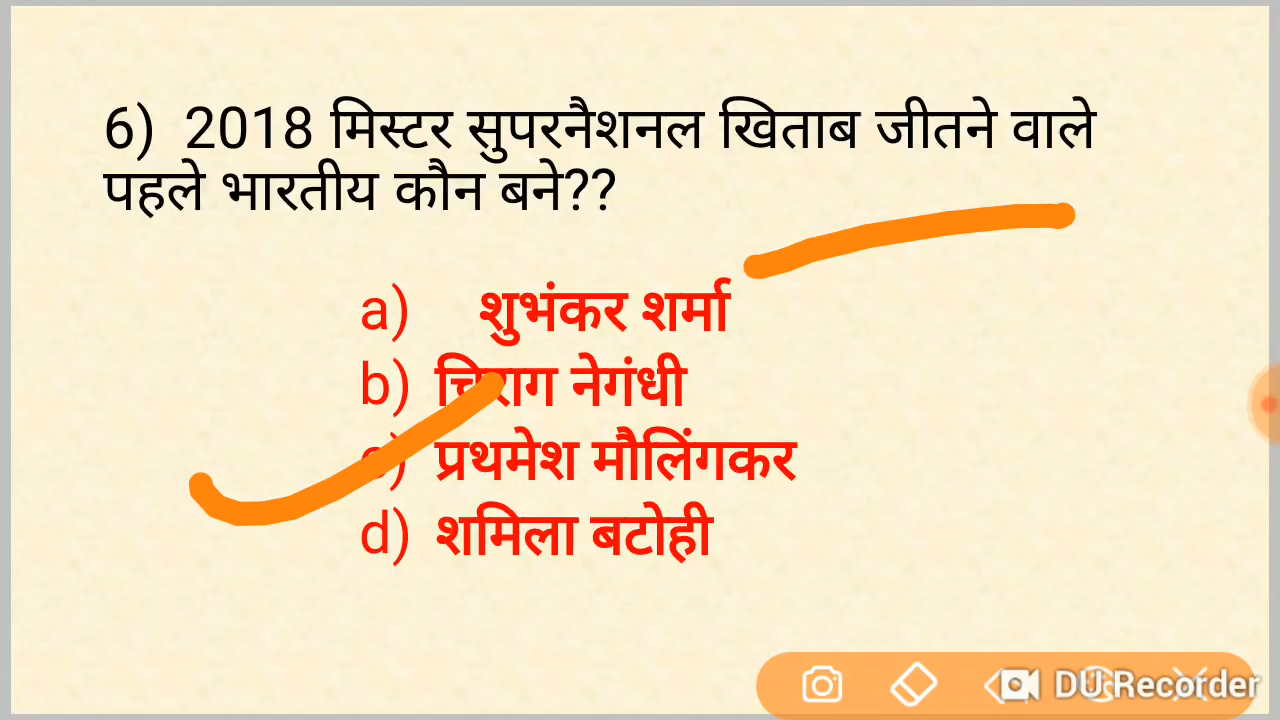 6) 2018 मिस्टर सुपरनैशनल खिताब जीतने वाले
पहले भारतीय कौन बने??
a) शुभंकर शर्मा
b) चिराग नेगंधी
c) प्रथमेश मौलिंगकर
d) शमिला बटोही
DU Recorder